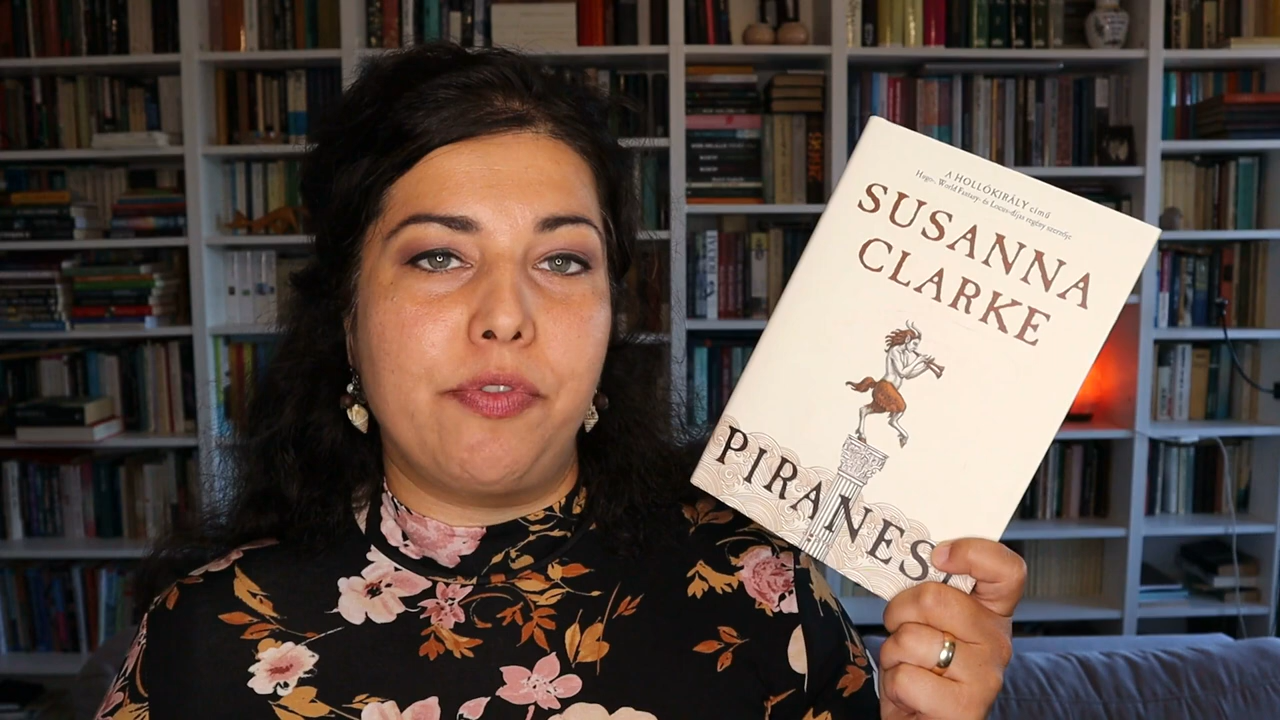 A HOLLÓKIRÁLY című
Hugo-, World Fantasy- és Locus-díjas regény szerzője
SUSANNA
CLARKE
PIRANESI